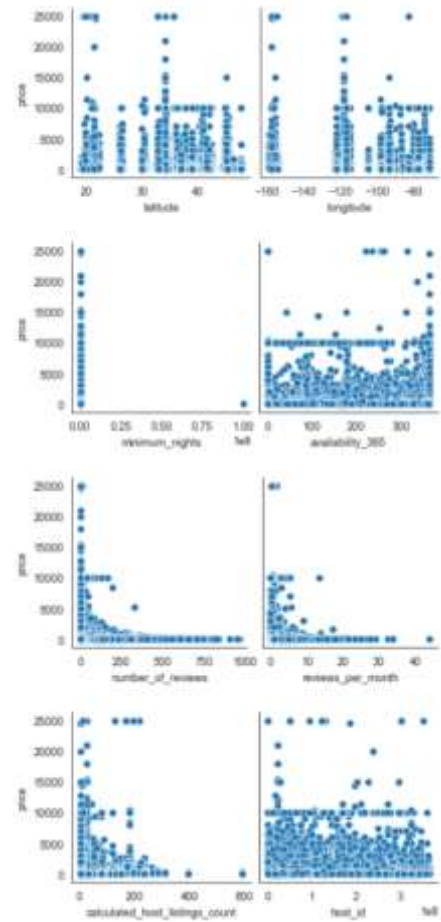 25000
20000
15000
10000
5000
0
price
20 30 40
latitude
−160 −140 −120 −100 −80
longitude
25000
20000
15000
10000
5000
0
price
0.00 0.25 0.50 0.75 1.00
1e8
minimum_nights
0 100 200 300
availability_365
25000
20000
15000
10000
5000
0
price
0 250 500 750 1000
number_of_reviews
0 20 40
reviews_per_month
25000
20000
15000
10000
5000
0
price
0 200 400 600
calculated_host_listings_count
0 1 2 3
1e8
host_id